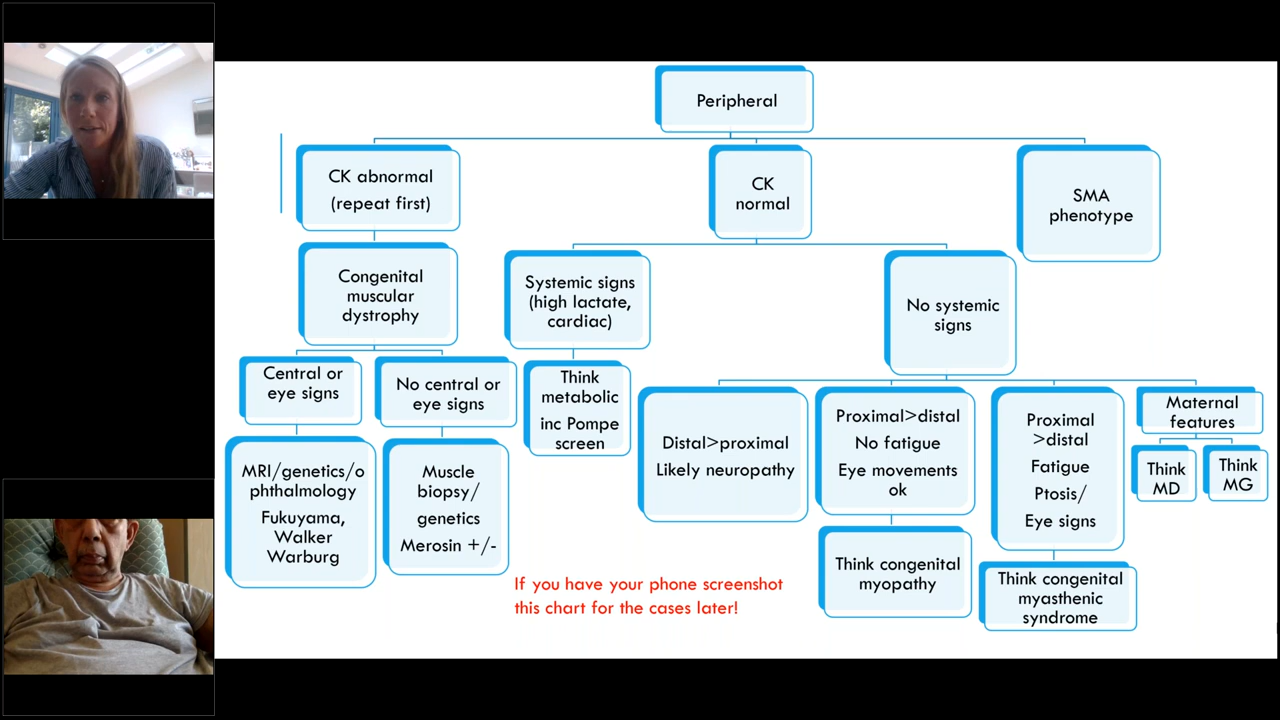 Peripheral
CK abnormal
(repeat first)
CK
normal
SMA
phenotype
Congenital
muscular
dystrophy
Systemic signs
(high lactate,
cardiac)
No systemic
signs
Central or
eye signs
No central or
eye signs
Think
metabolic
inc Pompe
screen
Distal>proximal
Likely neuropathy
Proximal>distal
No fatigue
Eye movements
ok
Proximal
>distal
Fatigue
Ptosis/
Eye signs
Maternal
features
Think
MD
Think
MG
MRI/genetics/o
phthalmology
Fukuyama,
Walker
Warburg
Muscle
biopsy/
genetics
Merosin +/-
Think congenital
myopathy
Think congenital
myasthenic
syndrome
If you have your phone screenshot
this chart for the cases later!